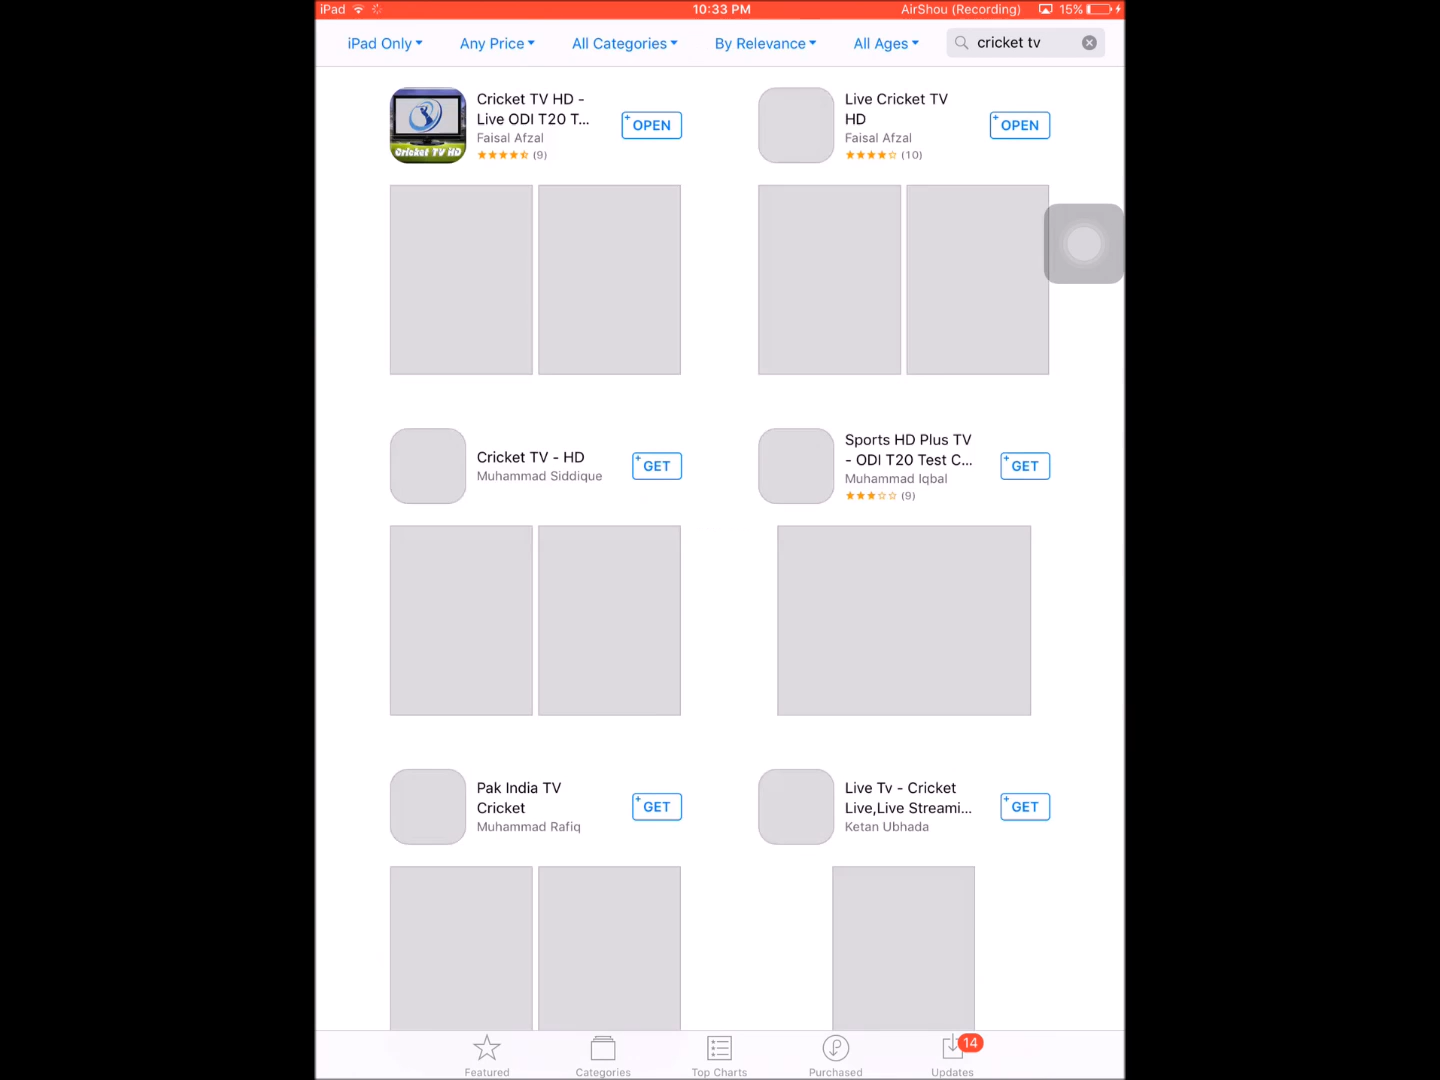 iPad
10:33 PM
AirShou (Recording)
15%
iPad Only
Any Price
All Categories
By Relevance
All Ages
cricket tv
Cricket TV HD
Cricket TV HD -
Live ODI T20 T...
Faisal Afzal
(9)
OPEN
Live Cricket TV
HD
Faisal Afzal
(10)
OPEN
Cricket TV - HD
Muhammad Siddique
GET
Sports HD Plus TV
- ODI T20 Test C...
Muhammad Iqbal
(9)
GET
Pak India TV
Cricket
Muhammad Rafiq
GET
Live Tv - Cricket
Live,Live Streami...
Ketan Ubhada
GET
Featured
Categories
Top Charts
Purchased
14
Updates